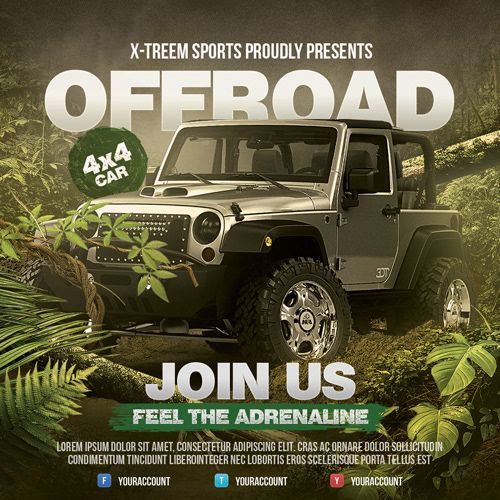 X-TREEM SPORTS PROUDLY PRESENTS
OFFROAD
4x4
CAR
JOIN US
FEEL THE ADRENALINE
LOREM IPSUM DOLOR SIT AMET, CONSECTETUR ADIPISCING ELIT. CRAS AC ORNARE DOLOR SOLLICITUDIN
CONDIMENTUM TINCIDUNT LIBEROINTEGER NEC LOBORTIS EROS SCELERISQUE PORTA TELLUS EST
f YOURACCOUNT
t YOURACCOUNT
Y YOURACCOUNT